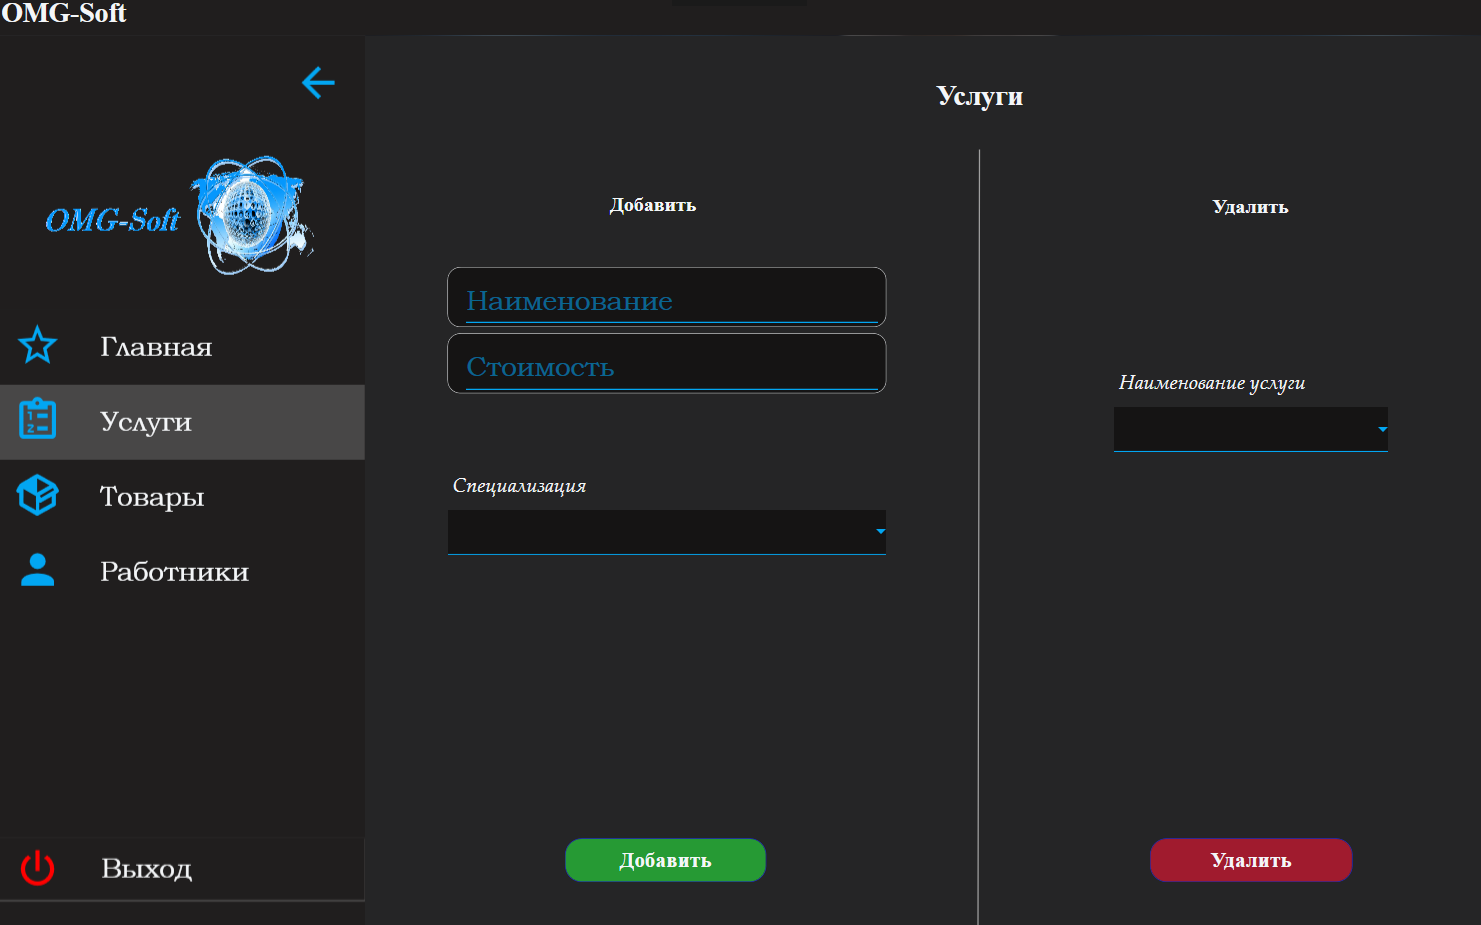 OMG-Soft
OMG-Soft
Главная
Услуги
Товары
Работники
Выход
Услуги
Добавить
Наименование
Стоимость
Специализация
Добавить
Удалить
Наименование услуги
Удалить